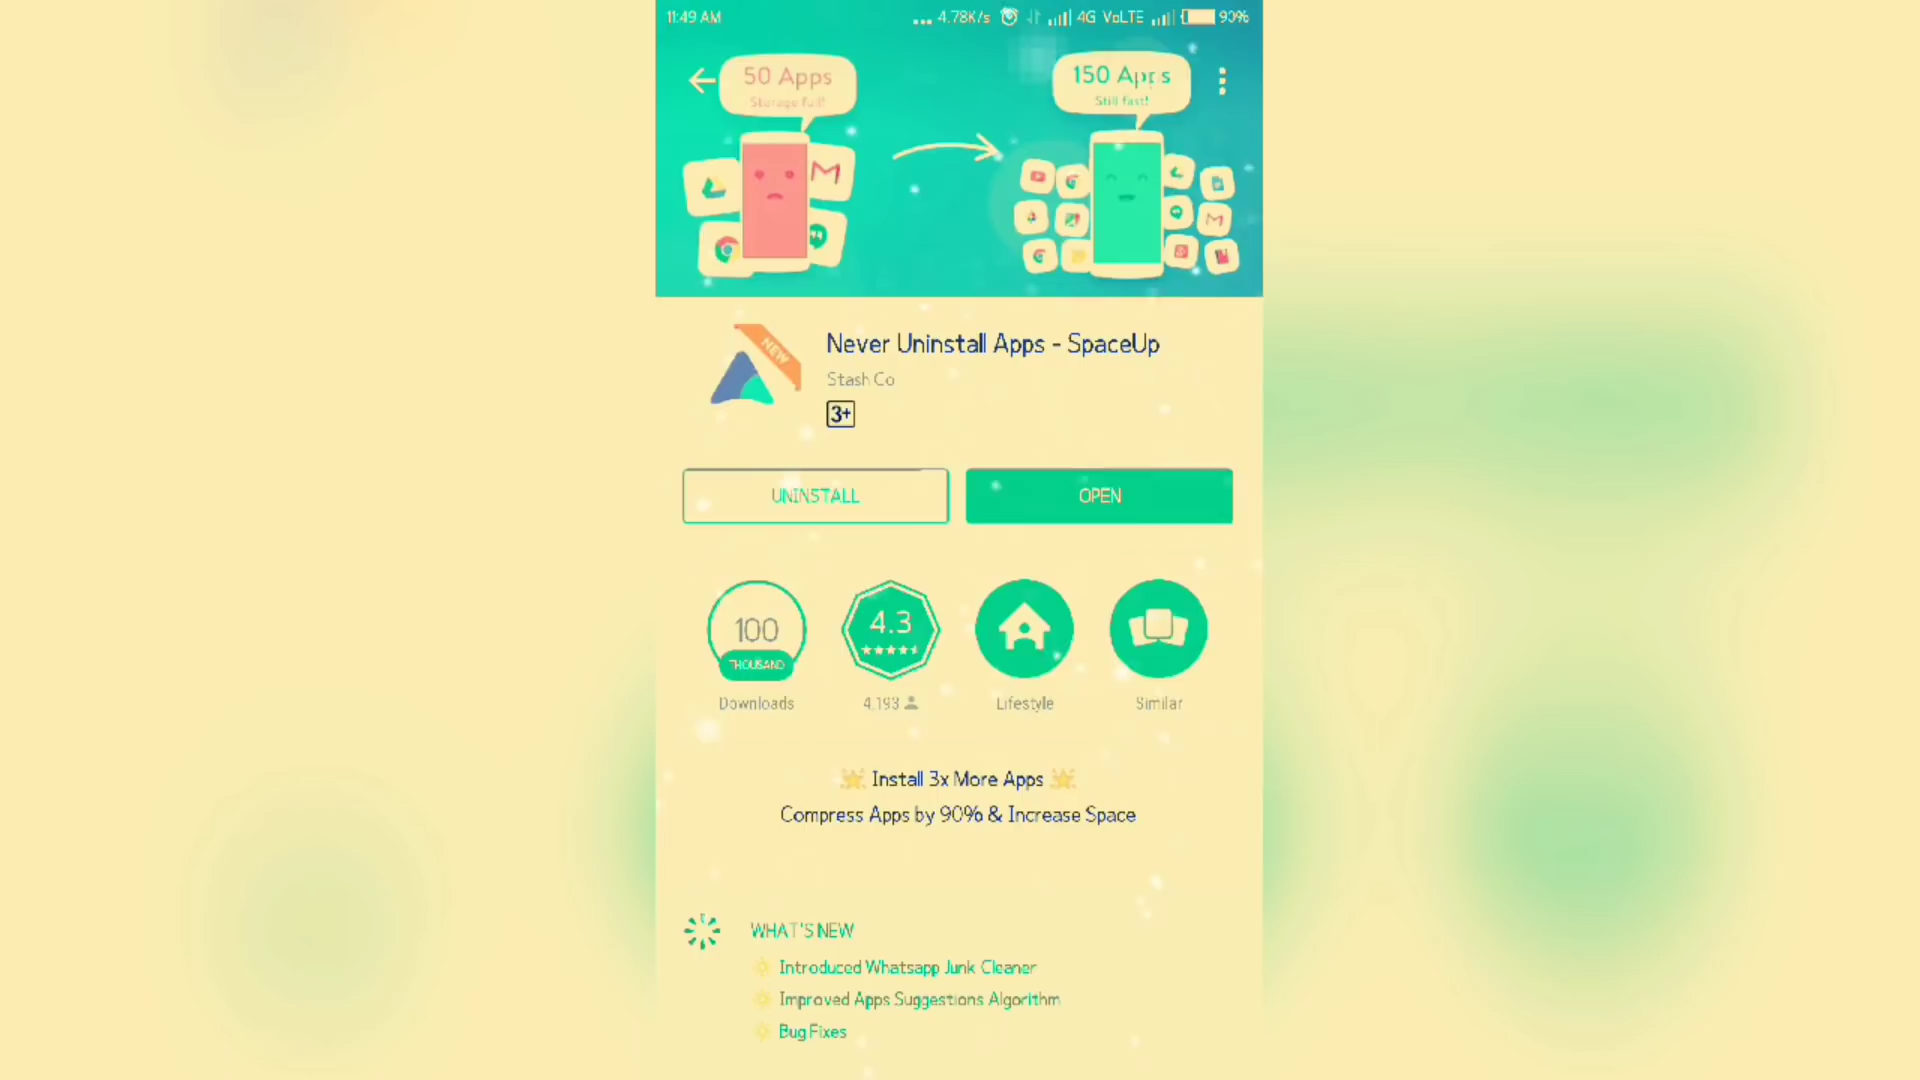 11:49 AM
... 4.78K/s 4G VoLTE 90%
50 Apps
Storage full!
150 Apps
Still fast!
NEW
Never Uninstall Apps - SpaceUp
Stash Co
3+
UNINSTALL
OPEN
100
THOUSAND
Downloads
4.3
4,193
Lifestyle
Similar
Install 3x More Apps
Compress Apps by 90% & Increase Space
WHAT'S NEW
Introduced Whatsapp Junk Cleaner
Improved Apps Suggestions Algorithm
Bug Fixes